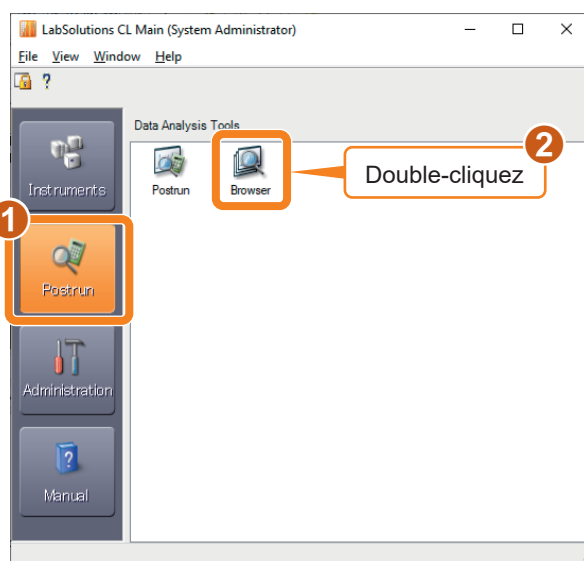 LabSolutions CL Main (System Administrator)
File View Window Help
?
Data Analysis Tools
2
Instruments
Postrun
Browser
Double-cliquez
1
Postrun
Administration
?
Manual